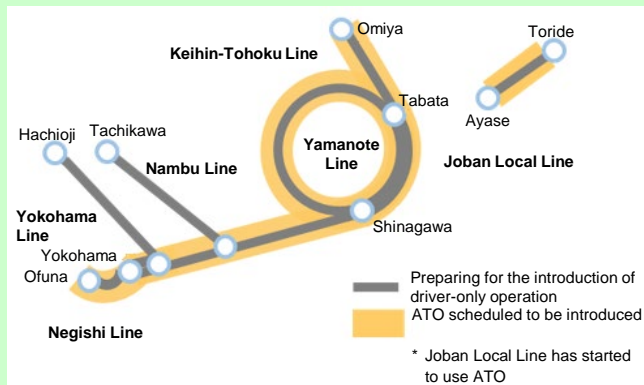 Omiya
Toride
Keihin-Tohoku Line
Tabata
Ayase
Hachioji
Tachikawa
Yamanote
Line
Nambu Line
Joban Local Line
Yokohama
Line
Shinagawa
Yokohama
Ofuna
Preparing for the introduction of
driver-only operation
ATO scheduled to be introduced
Negishi Line
* Joban Local Line has started
to use ATO